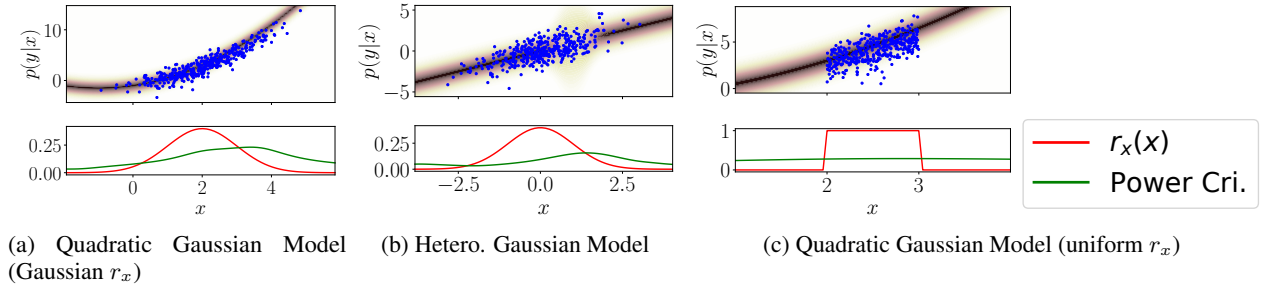 10
0
p(y|x)
0.25
0.00
0 2 4
x
(a) Quadratic Gaussian Model
(Gaussian r_x)
5
0
−5
p(y|x)
0.25
0.00
−2.5 0.0 2.5
x
(b) Hetero. Gaussian Model
5
0
p(y|x)
1
0
2 3
x
(c) Quadratic Gaussian Model (uniform r_x)
r_x(x)
Power Cri.